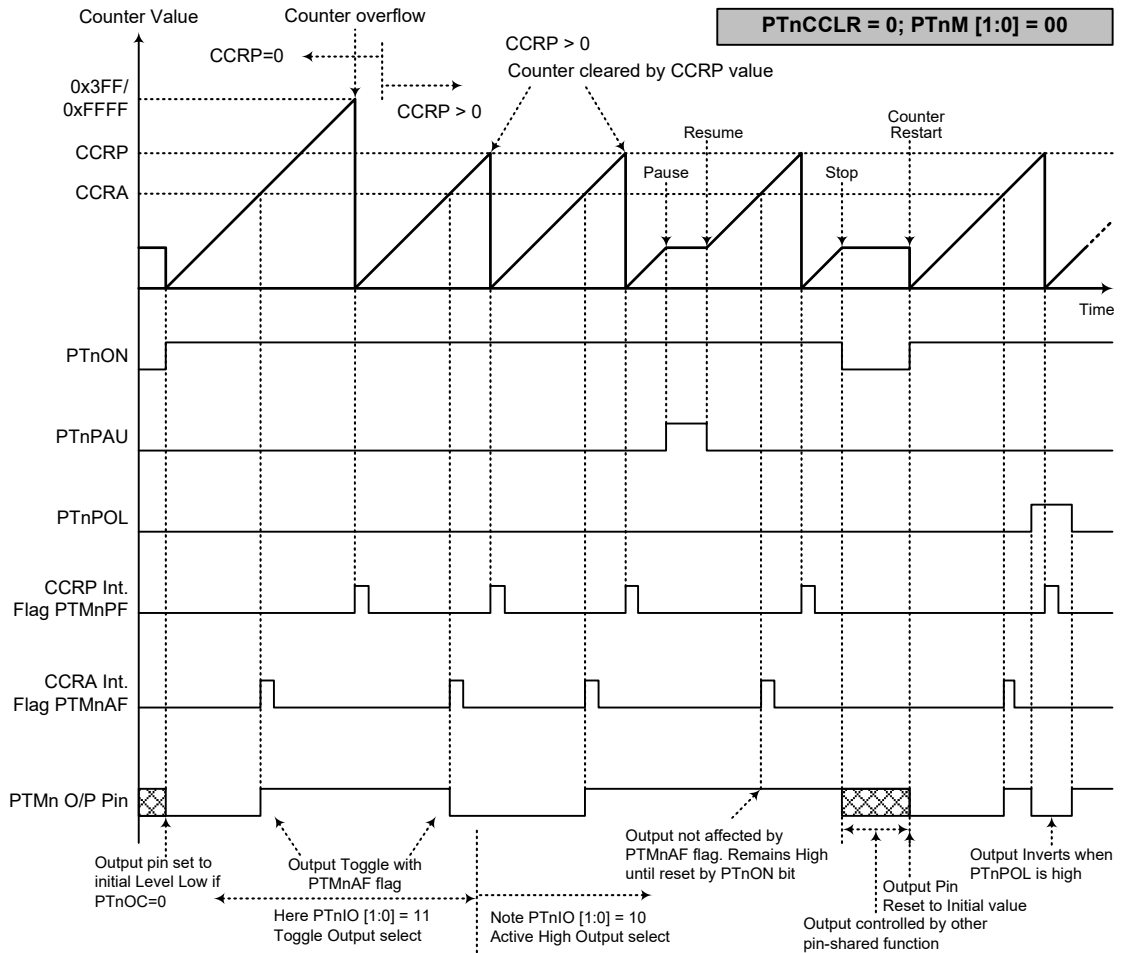 Counter Value
Counter overflow
PTnCCLR = 0; PTnM [1:0] = 00
CCRP=0
CCRP > 0
CCRP > 0
Counter cleared by CCRP value
0x3FF/
0xFFFF
CCRP
CCRA
Pause
Resume
Stop
Counter
Restart
Time
PTnON
PTnPAU
PTnPOL
CCRP Int.
Flag PTMnPF
CCRA Int.
Flag PTMnAF
PTMn O/P Pin
Output pin set to
initial Level Low if
PTnOC=0
Output Toggle with
PTMnAF flag
Here PTnIO [1:0] = 11
Toggle Output select
Note PTnIO [1:0] = 10
Active High Output select
Output not affected by
PTMnAF flag. Remains High
until reset by PTnON bit
Output controlled by other
pin-shared function
Output Pin
Reset to Initial value
Output Inverts when
PTnPOL is high